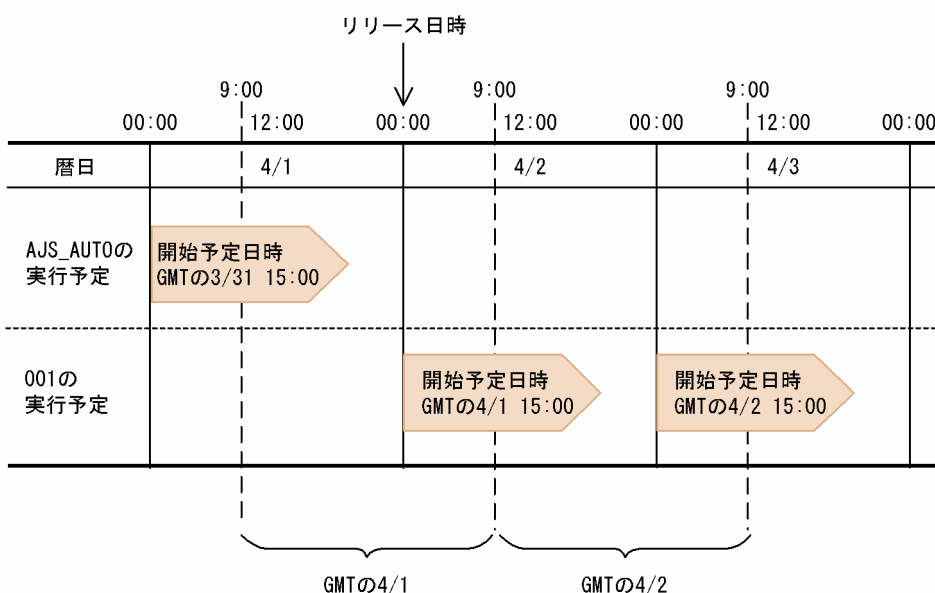 リリース日時
9:00 9:00 9:00
00:00 12:00 00:00 12:00 00:00 12:00 00:00
暦日 4/1 4/2 4/3
AJS_AUTOの
実行予定
開始予定日時
GMTの3/31 15:00
001の
実行予定
開始予定日時
GMTの4/1 15:00
開始予定日時
GMTの4/2 15:00
GMTの4/1 GMTの4/2